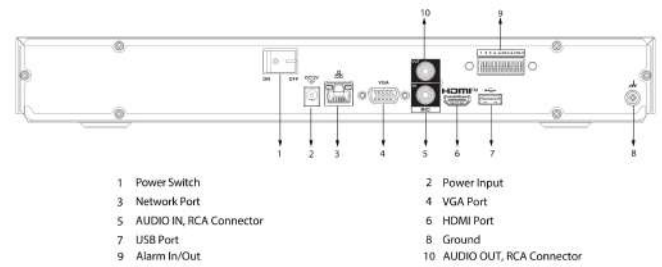 10
9
ON
OFF
VGA
HDMI
1
2
3
4
5
6
7
8
1 Power Switch
2 Power Input
3 Network Port
4 VGA Port
5 AUDIO IN, RCA Connector
6 HDMI Port
7 USB Port
8 Ground
9 Alarm In/Out
10 AUDIO OUT, RCA Connector